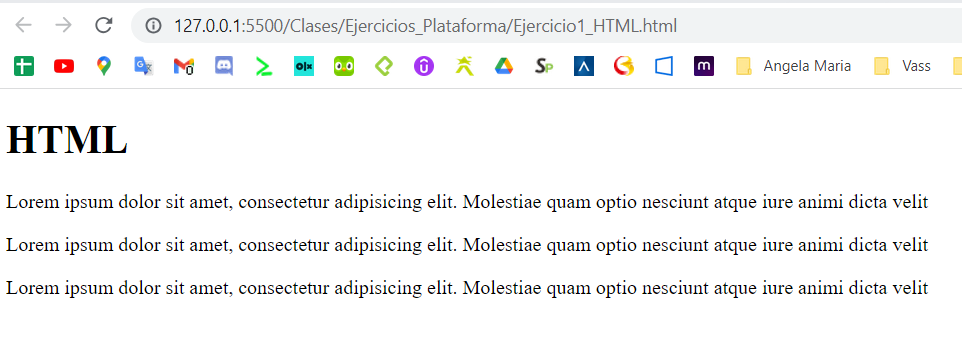 127.0.0.1:5500/Clases/Ejercicios_Plataforma/Ejercicio1_HTML.html
olx Sp m Angela Maria Vass
HTML
Lorem ipsum dolor sit amet, consectetur adipisicing elit. Molestiae quam optio nesciunt atque iure animi dicta velit
Lorem ipsum dolor sit amet, consectetur adipisicing elit. Molestiae quam optio nesciunt atque iure animi dicta velit
Lorem ipsum dolor sit amet, consectetur adipisicing elit. Molestiae quam optio nesciunt atque iure animi dicta velit